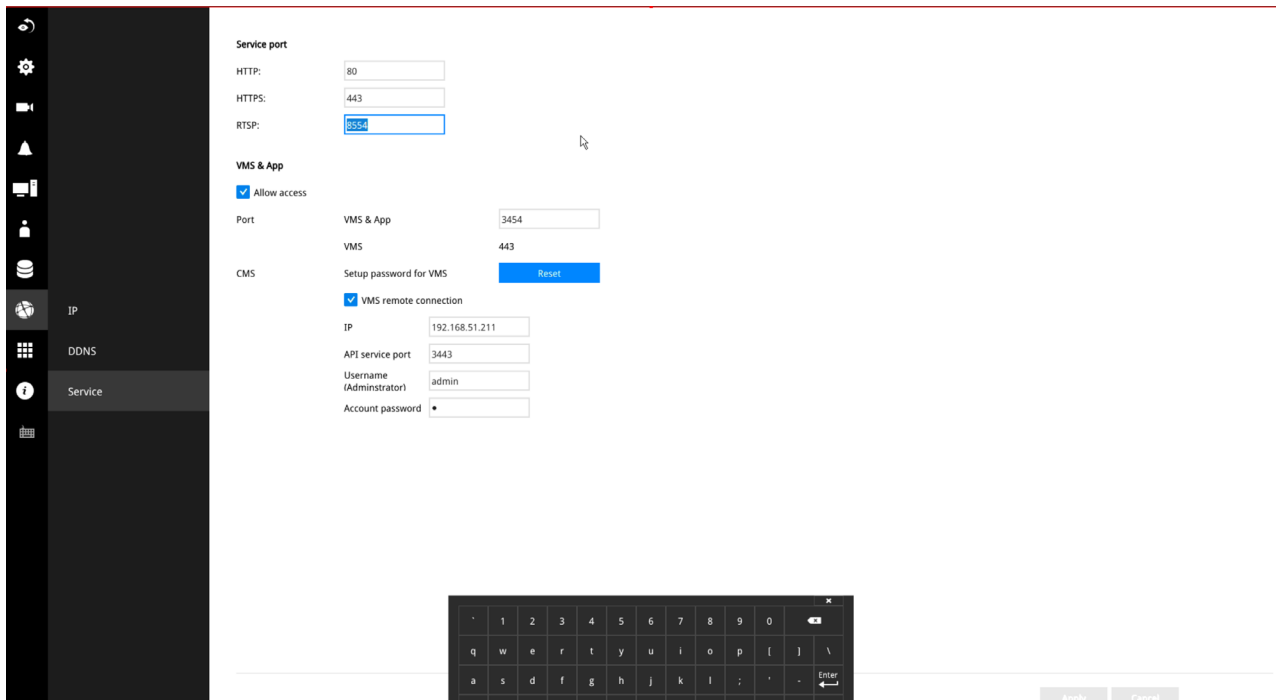 Service port
HTTP: 80
HTTPS: 443
RTSP: 8554
VMS & App
Allow access
Port VMS & App 3454
VMS 443
CMS Setup password for VMS Reset
VMS remote connection
IP 192.168.51.211
IP
API service port 3443
DDNS
Username
(Adminstrator) admin
Service
Account password •
` 1 2 3 4 5 6 7 8 9 0
q w e r t y u i o p [ ] \
a s d f g h j k l ; ' - Enter
Apply Cancel